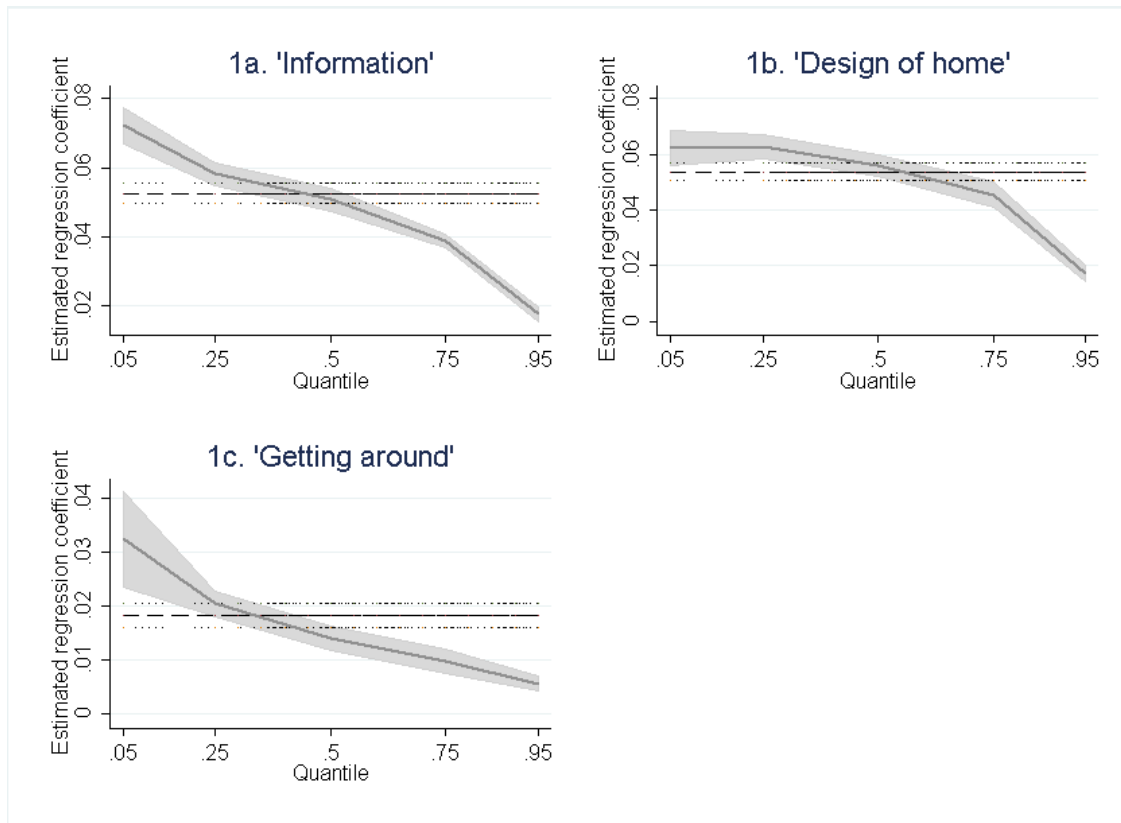 1a. 'Information'
Estimated regression coefficient
.08
.06
.04
.02
.05 .25 .5 .75 .95
Quantile
1b. 'Design of home'
Estimated regression coefficient
.08
.06
.04
.02
0
.05 .25 .5 .75 .95
Quantile
1c. 'Getting around'
Estimated regression coefficient
.04
.03
.02
.01
0
.05 .25 .5 .75 .95
Quantile